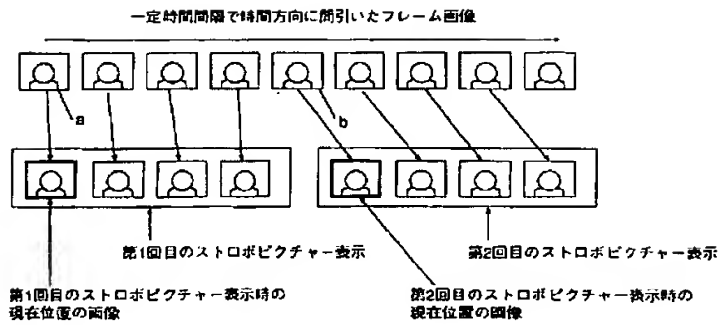 一定時間間隔で時間方向に間引いたフレーム画像
a
b
第1回目のストロボピクチャー表示
第2回目のストロボピクチャー表示
第1回目のストロボピクチャー表示時の
現在位置の画像
第2回目のストロボピクチャー表示時の
現在位置の画像